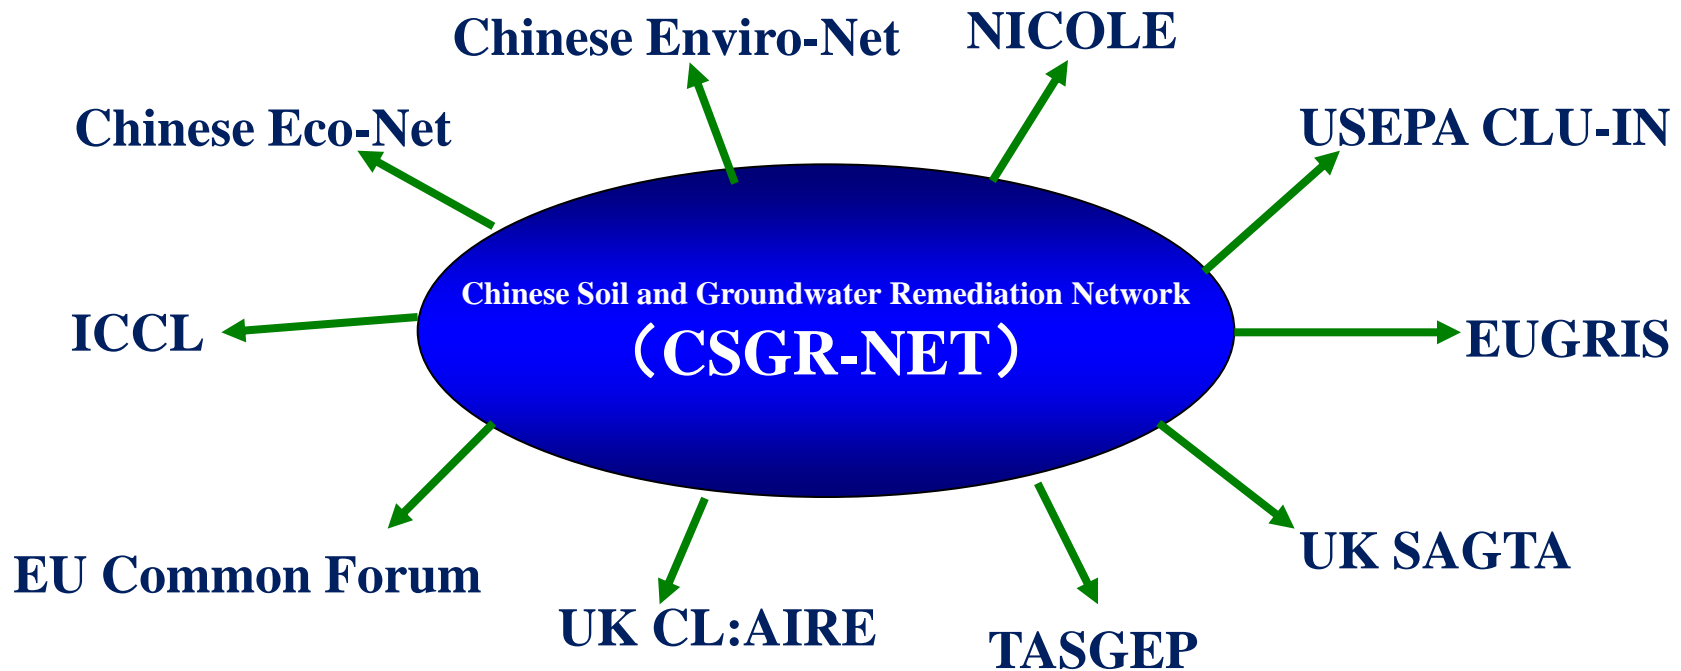 Chinese Enviro-Net
NICOLE
Chinese Eco-Net
USEPA CLU-IN
Chinese Soil and Groundwater Remediation Network
（CSGR-NET）
ICCL
EUGRIS
EU Common Forum
UK SAGTA
UK CL:AIRE
TASGEP